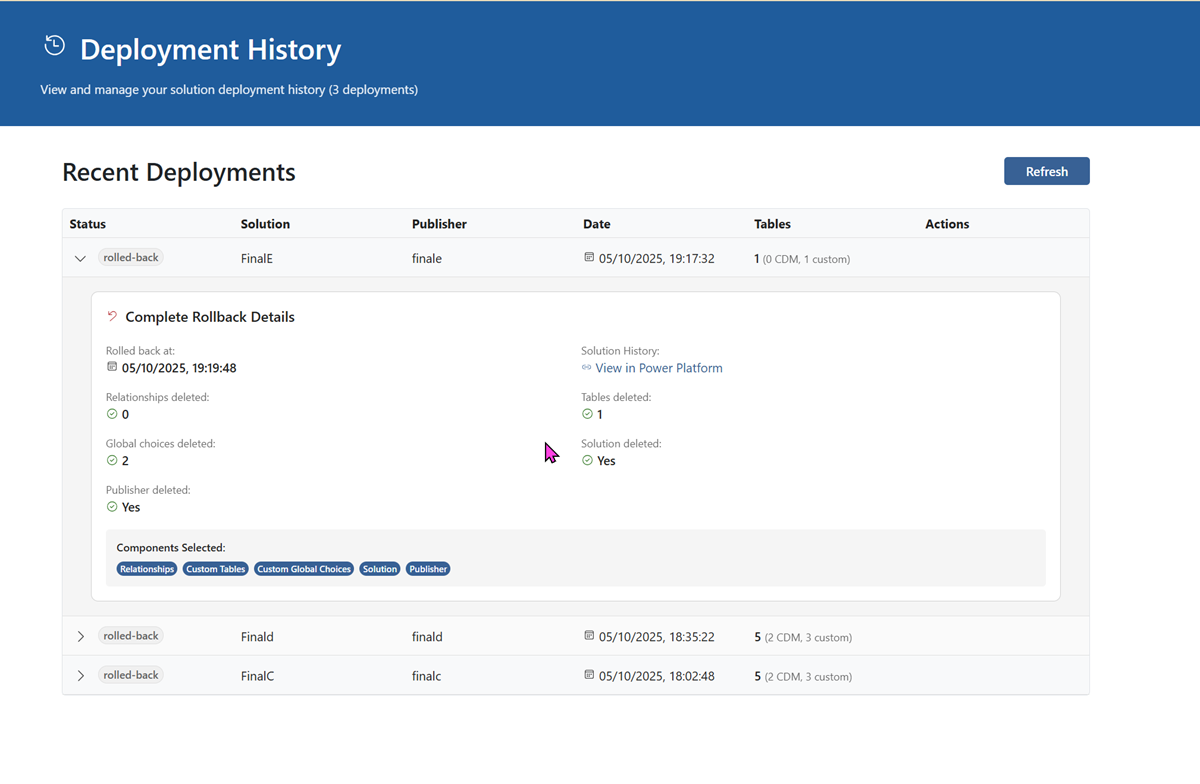 Deployment History
View and manage your solution deployment history (3 deployments)
Recent Deployments
Refresh
Status Solution Publisher Date Tables Actions
rolled-back FinalE finale 05/10/2025, 19:17:32 1 (0 CDM, 1 custom)
Complete Rollback Details
Rolled back at: Solution History:
05/10/2025, 19:19:48 View in Power Platform
Relationships deleted: Tables deleted:
0 1
Global choices deleted: Solution deleted:
2 Yes
Publisher deleted:
Yes
Components Selected:
Relationships Custom Tables Custom Global Choices Solution Publisher
rolled-back Finald finald 05/10/2025, 18:35:22 5 (2 CDM, 3 custom)
rolled-back FinalC finalc 05/10/2025, 18:02:48 5 (2 CDM, 3 custom)